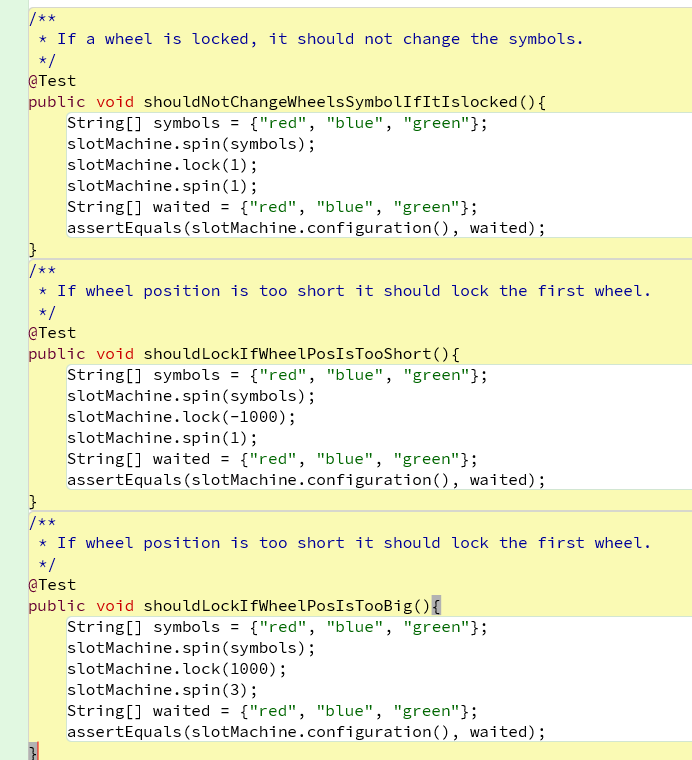 /**
 * If a wheel is locked, it should not change the symbols.
 */
@Test
public void shouldNotChangeWheelsSymbolIfItIslocked(){
    String[] symbols = {"red", "blue", "green"};
    slotMachine.spin(symbols);
    slotMachine.lock(1);
    slotMachine.spin(1);
    String[] waited = {"red", "blue", "green"};
    assertEquals(slotMachine.configuration(), waited);
}
/**
 * If wheel position is too short it should lock the first wheel.
 */
@Test
public void shouldLockIfWheelPosIsTooShort(){
    String[] symbols = {"red", "blue", "green"};
    slotMachine.spin(symbols);
    slotMachine.lock(-1000);
    slotMachine.spin(1);
    String[] waited = {"red", "blue", "green"};
    assertEquals(slotMachine.configuration(), waited);
}
/**
 * If wheel position is too short it should lock the first wheel.
 */
@Test
public void shouldLockIfWheelPosIsTooBig(){
    String[] symbols = {"red", "blue", "green"};
    slotMachine.spin(symbols);
    slotMachine.lock(1000);
    slotMachine.spin(3);
    String[] waited = {"red", "blue", "green"};
    assertEquals(slotMachine.configuration(), waited);
}